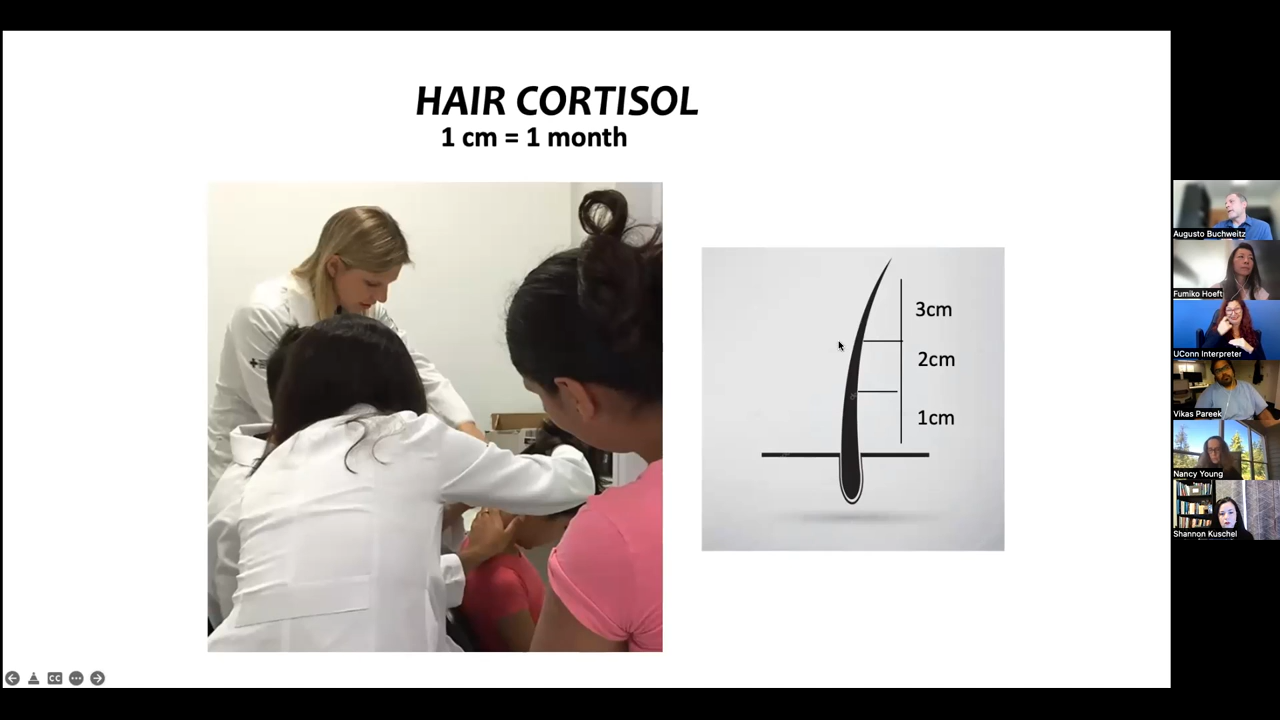 HAIR CORTISOL
1 cm = 1 month
3cm
2cm
1cm
Augusto Buchweitz
Fumiko Hoeft
UConn Interpreter
Vikas Pareek
Nancy Young
Shannon Kuschel
CC